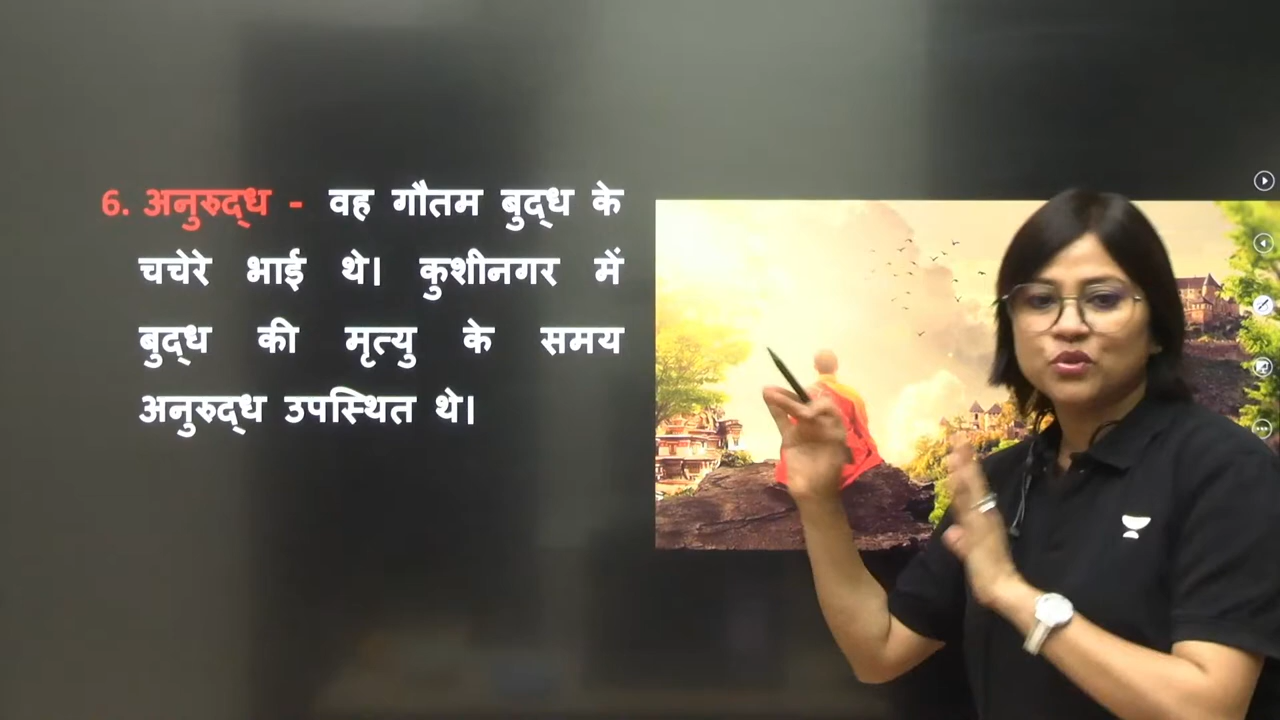 6. अनुरुद्ध - वह गौतम बुद्ध के
चचेरे भाई थे। कुशीनगर में
बुद्ध की मृत्यु के समय
अनुरुद्ध उपस्थित थे।